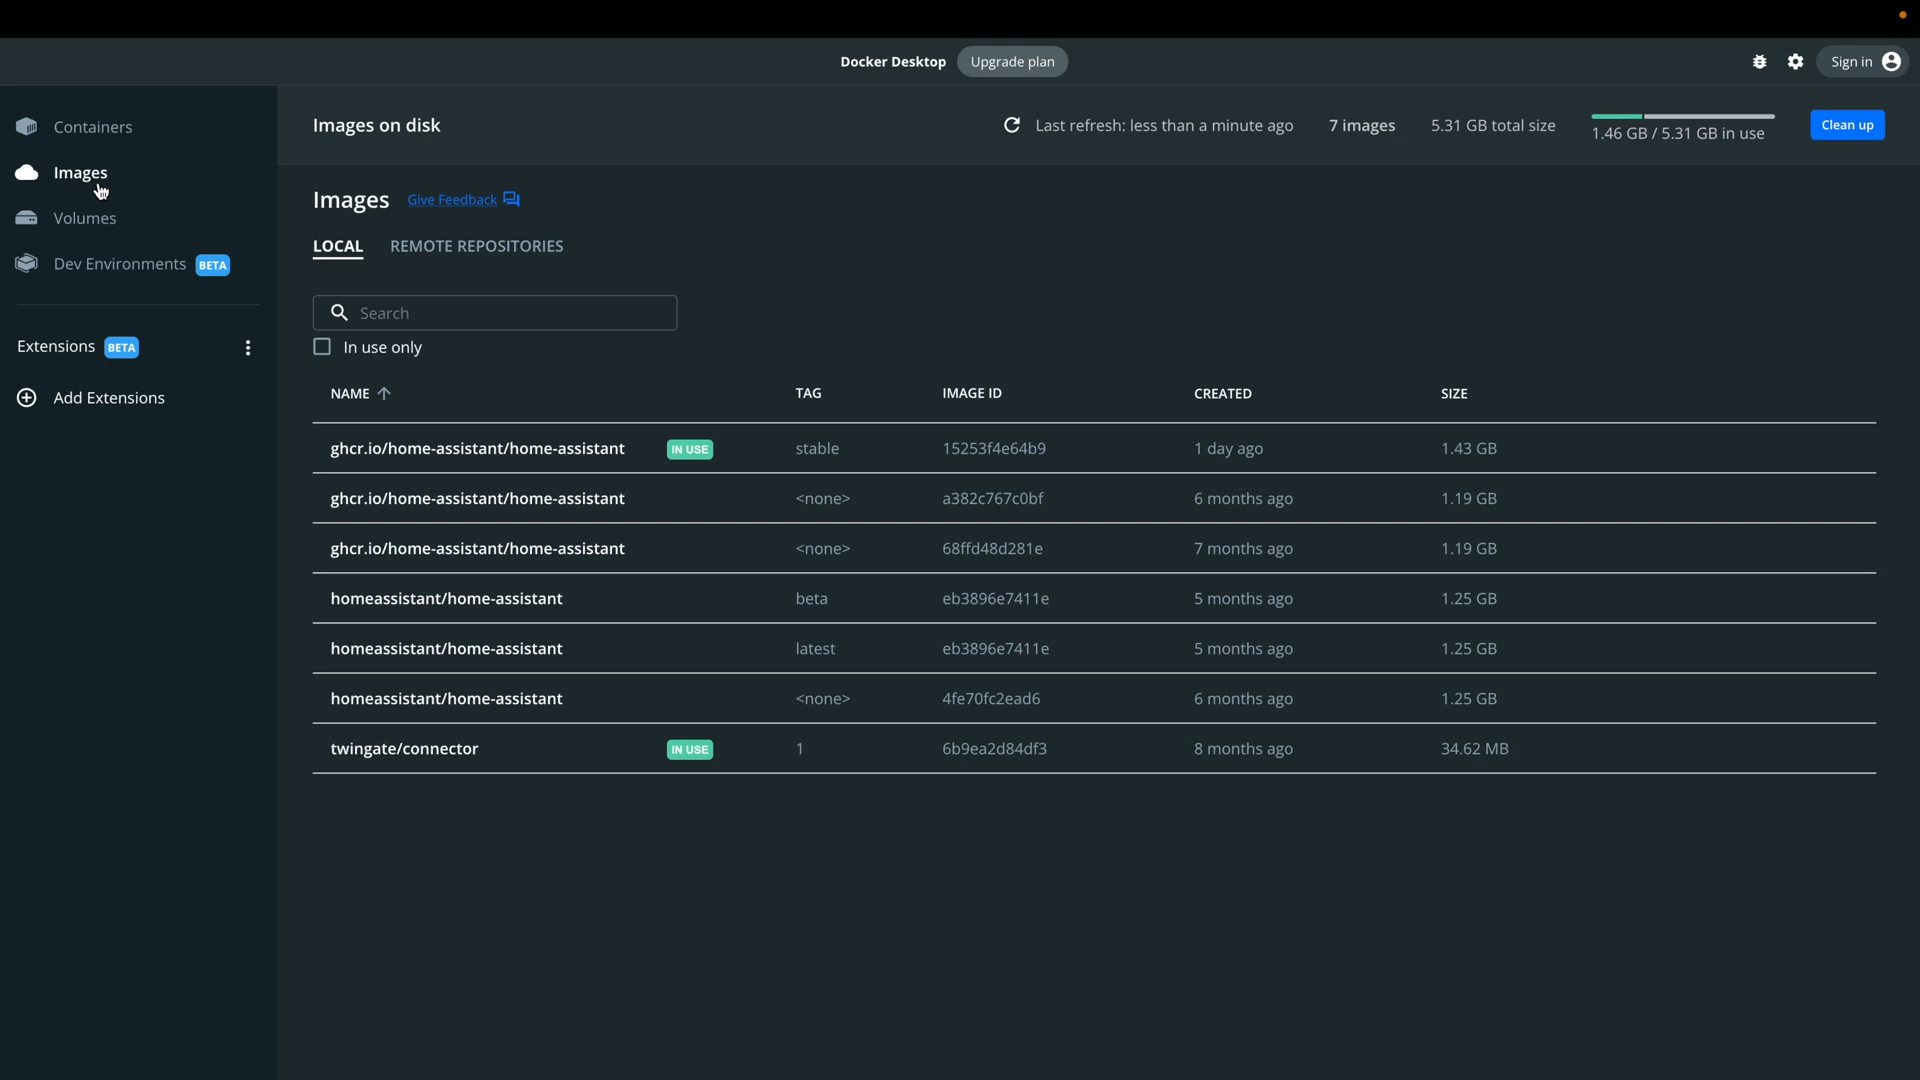 Docker Desktop Upgrade plan Sign in
Containers
Images
Volumes
Dev Environments BETA
Extensions BETA
Add Extensions
Images on disk Last refresh: less than a minute ago 7 images 5.31 GB total size 1.46 GB / 5.31 GB in use Clean up
Images Give Feedback
LOCAL REMOTE REPOSITORIES
Search
In use only
NAME TAG IMAGE ID CREATED SIZE
ghcr.io/home-assistant/home-assistant IN USE stable 15253f4e64b9 1 day ago 1.43 GB
ghcr.io/home-assistant/home-assistant <none> a382c767c0bf 6 months ago 1.19 GB
ghcr.io/home-assistant/home-assistant <none> 68ffd48d281e 7 months ago 1.19 GB
homeassistant/home-assistant beta eb3896e7411e 5 months ago 1.25 GB
homeassistant/home-assistant latest eb3896e7411e 5 months ago 1.25 GB
homeassistant/home-assistant <none> 4fe70fc2ead6 6 months ago 1.25 GB
twingate/connector IN USE 1 6b9ea2d84df3 8 months ago 34.62 MB